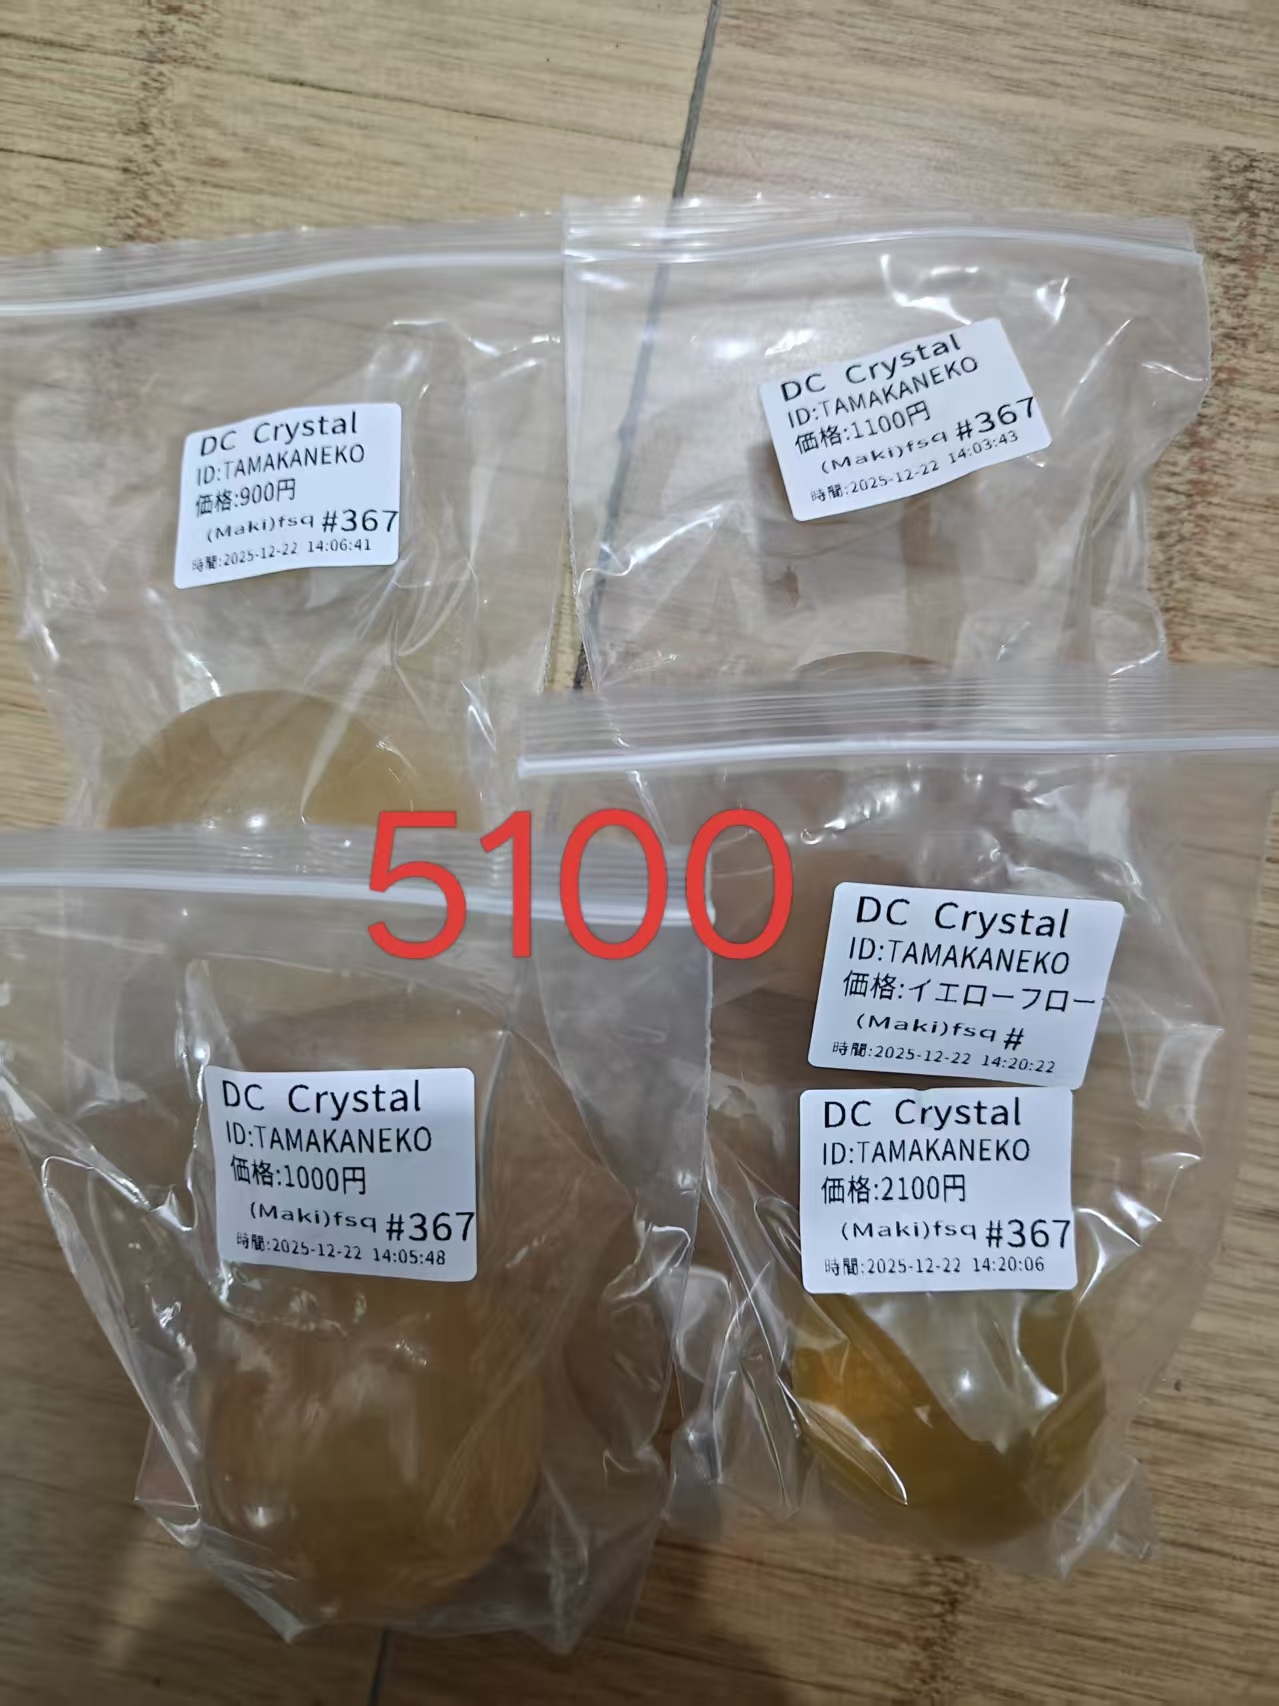 DC Crystal
ID:TAMAKANEKO
価格:900円
(Maki)fsq #367
時間:2025-12-22 14:06:41
DC Crystal
ID:TAMAKANEKO
価格:1100円
(Maki)fsq #367
時間:2025-12-22 14:03:43
5100
DC Crystal
ID:TAMAKANEKO
価格:1000円
(Maki)fsq #367
時間:2025-12-22 14:05:48
DC Crystal
ID:TAMAKANEKO
価格:イエローフロー
(Maki)fsq #
時間:2025-12-22 14:20:22
DC Crystal
ID:TAMAKANEKO
価格:2100円
(Maki)fsq #367
時間:2025-12-22 14:20:06